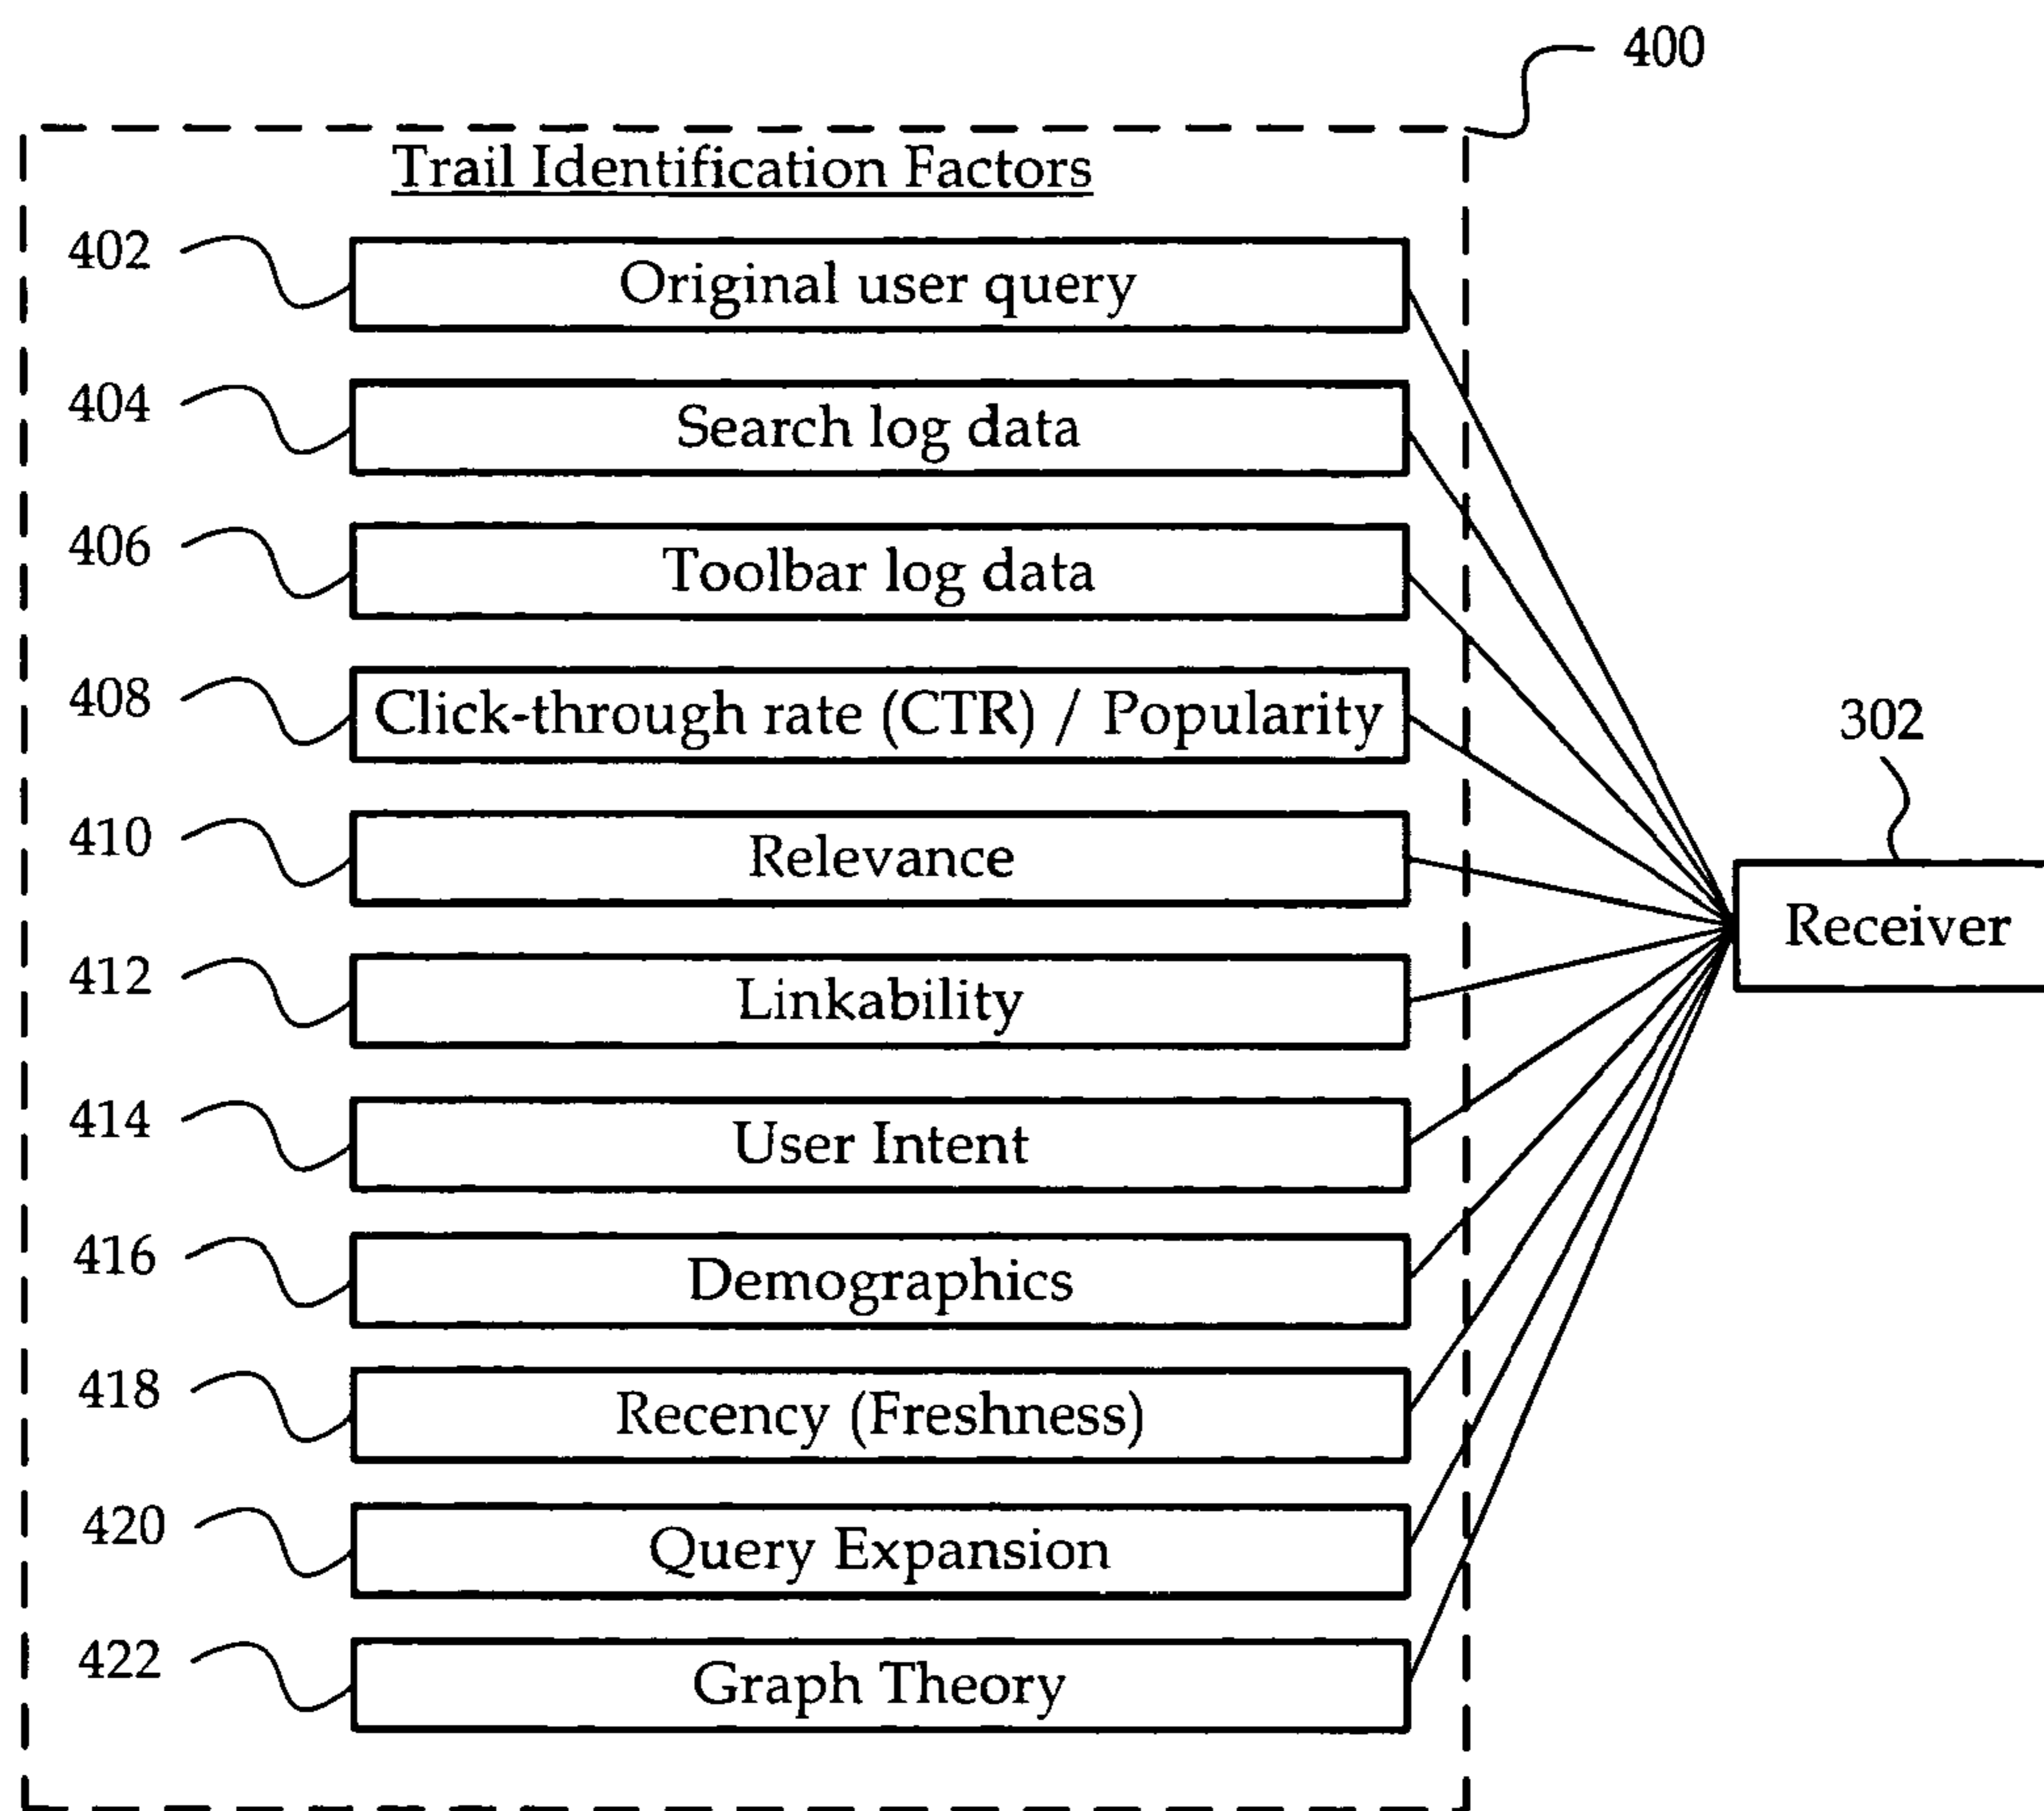 400
Trail Identification Factors
402
Original user query
404
Search log data
406
Toolbar log data
408
Click-through rate (CTR) / Popularity
302
410
Relevance
Receiver
412
Linkability
414
User Intent
416
Demographics
418
Recency (Freshness)
420
Query Expansion
422
Graph Theory